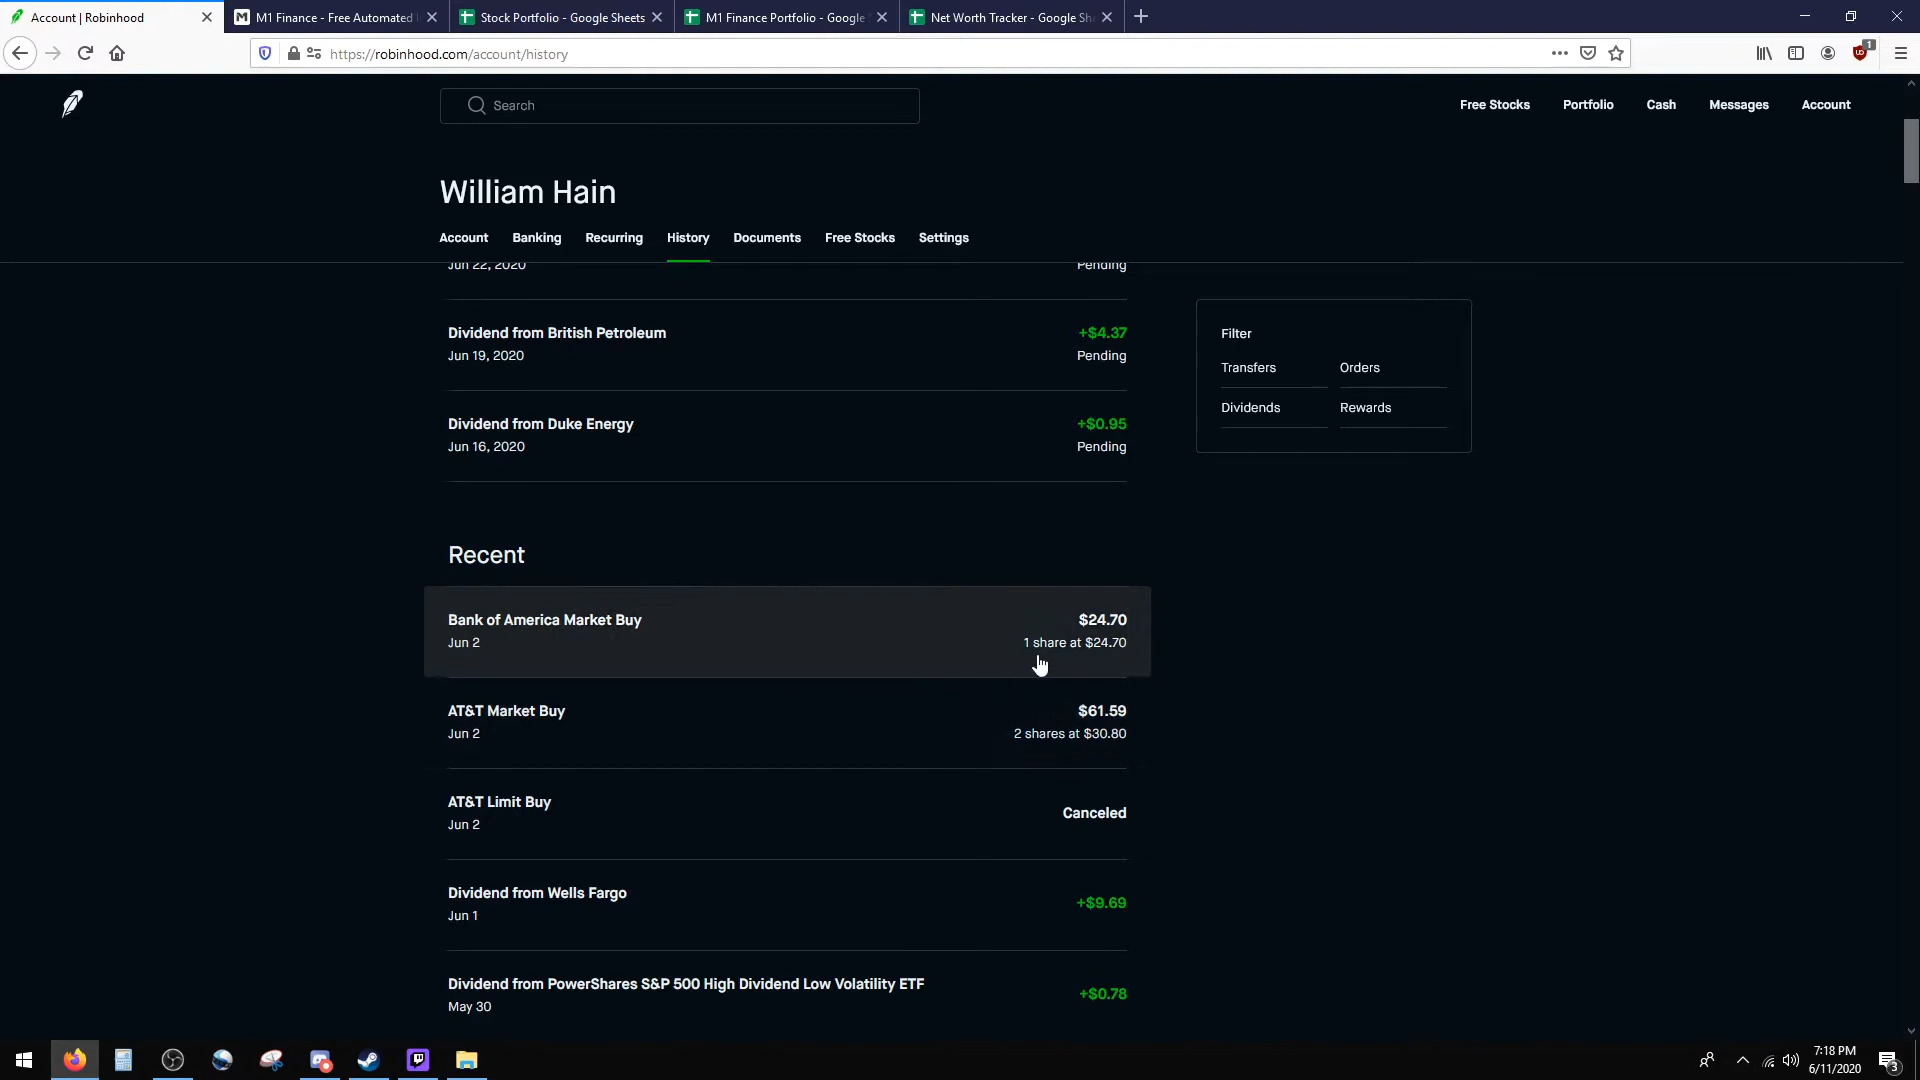 Account | Robinhood
M1 Finance - Free Automated
Stock Portfolio - Google Sheets
M1 Finance Portfolio - Google
Net Worth Tracker - Google Sh
https://robinhood.com/account/history
1
Search
Free Stocks Portfolio Cash Messages Account
William Hain
Account Banking Recurring History Documents Free Stocks Settings
Jun 22, 2020 Pending
Dividend from British Petroleum +$4.37
Jun 19, 2020 Pending
Dividend from Duke Energy +$0.95
Jun 16, 2020 Pending
Filter
Transfers Orders
Dividends Rewards
Recent
Bank of America Market Buy $24.70
Jun 2 1 share at $24.70
AT&T Market Buy $61.59
Jun 2 2 shares at $30.80
AT&T Limit Buy
Jun 2 Canceled
Dividend from Wells Fargo
Jun 1 +$9.69
Dividend from PowerShares S&P 500 High Dividend Low Volatility ETF
May 30 +$0.78
7:18 PM
6/11/2020
3